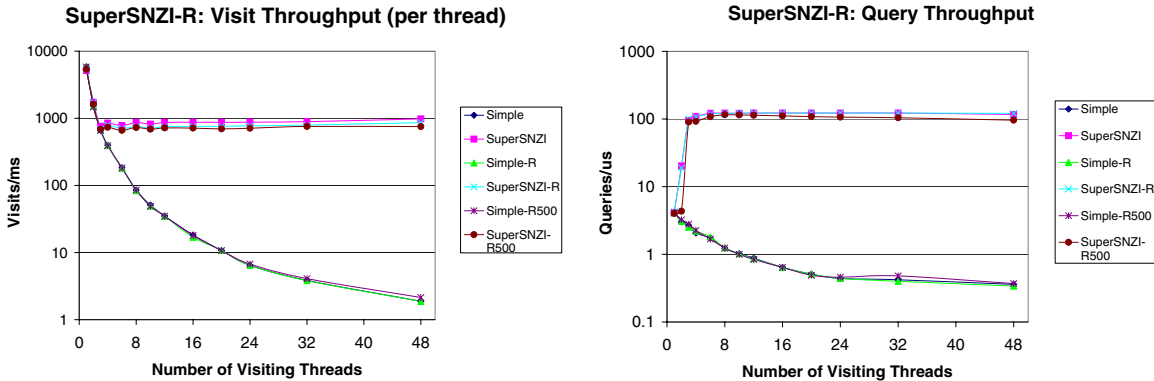 SuperSNZI-R: Visit Throughput (per thread)
10000
1000
100
10
1
Visits/ms
0 8 16 24 32 40 48
Number of Visiting Threads
Simple
SuperSNZI
Simple-R
SuperSNZI-R
Simple-R500
SuperSNZI-
R500
SuperSNZI-R: Query Throughput
1000
100
10
1
0.1
Queries/us
0 8 16 24 32 40 48
Number of Visiting Threads
Simple
SuperSNZI
Simple-R
SuperSNZI-R
Simple-R500
SuperSNZI-
R500